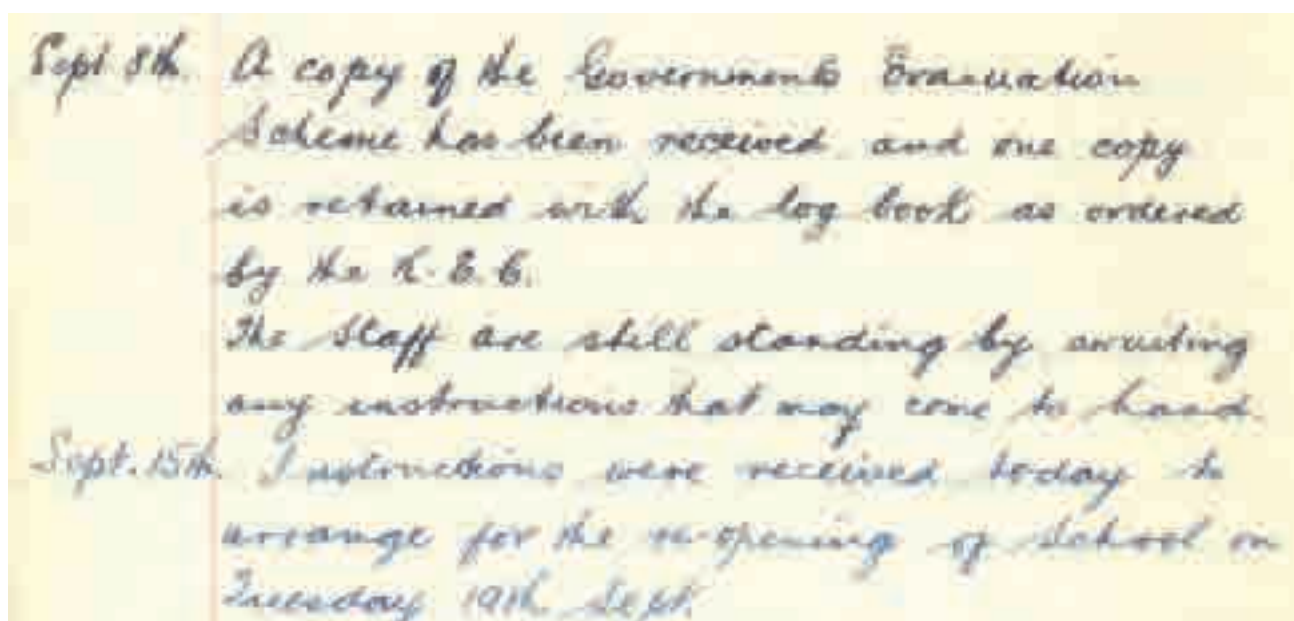 Sept 8th. A copy of the Governments Evacuation
Scheme has been received, and one copy
is retained with the log book as ordered
by the K.E.C.
The Staff are still standing by awaiting
any instructions that may come to hand.
Sept. 15th. Instructions were received today to
arrange for the re-opening of School on
Tuesday 19th Sept.